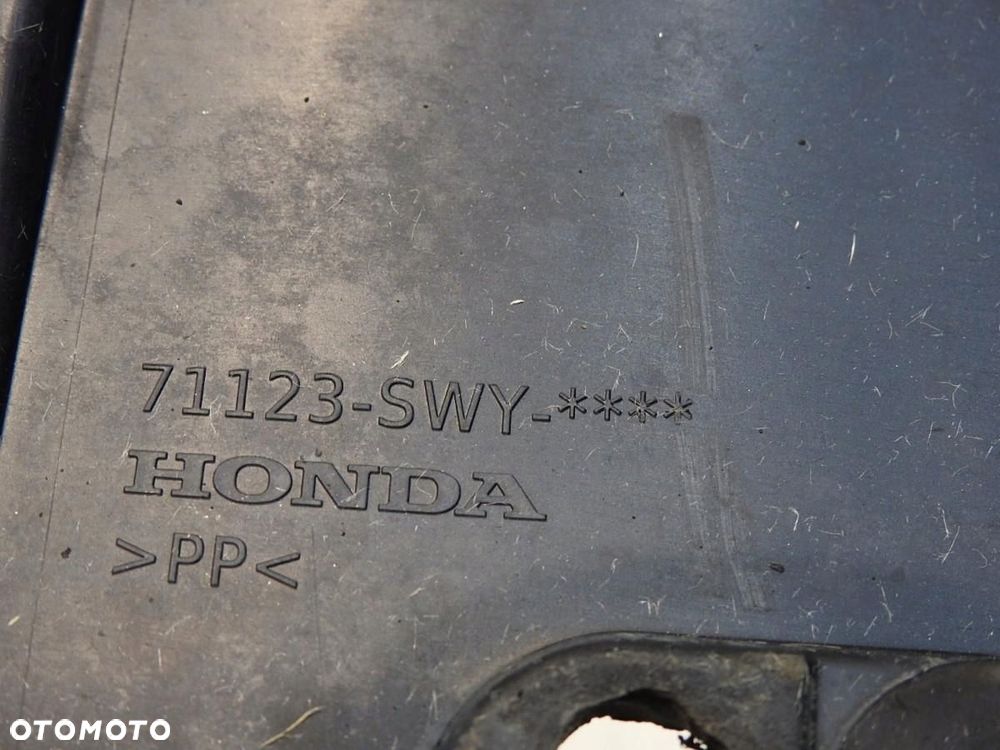 71123-SWY-****
HONDA
>PP<
OTOMOTO